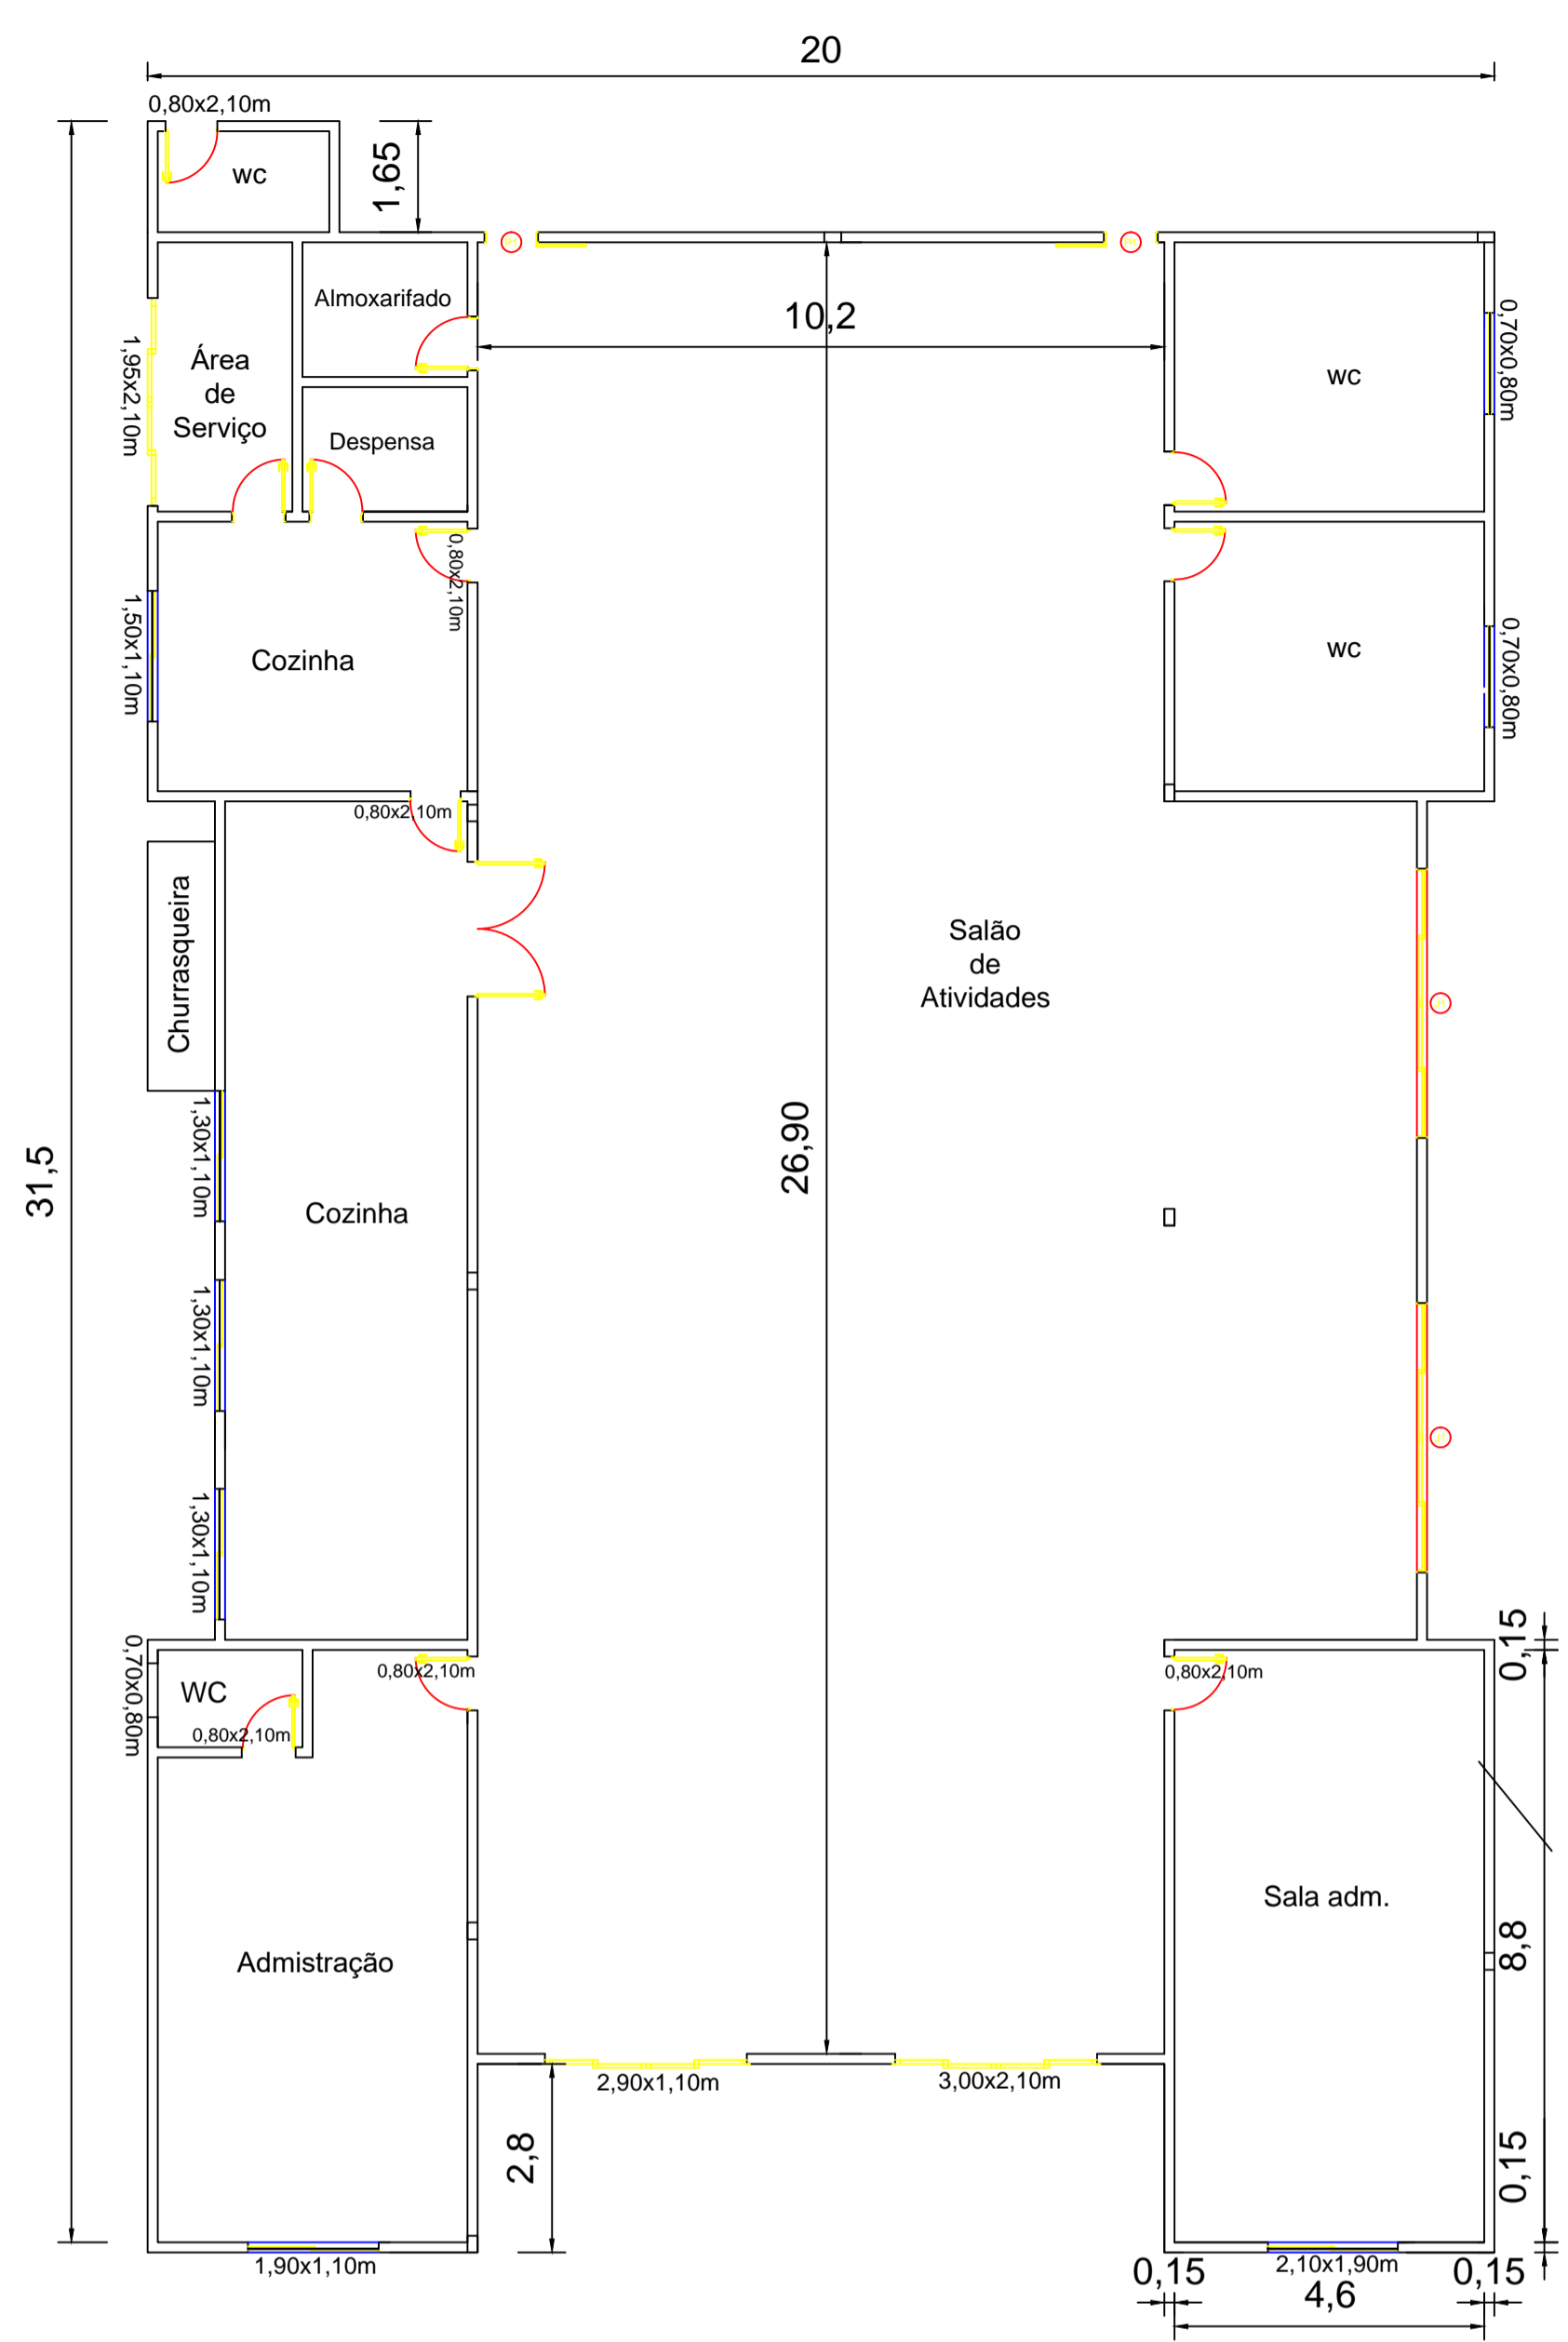 20
0,80x2,10m
wc
1,65
Almoxarifado
10,2
0,70x0,80m
wc
1,95x2,10m
Área
de
Serviço
Despensa
0,80x2,10m
1,50x1,10m
Cozinha
wc
0,70x0,80m
0,80x2,10m
Churrasqueira
Salão
de
Atividades
31,5
26,90
1,30x1,10m
Cozinha
1,30x1,10m
1,30x1,10m
0,70x0,80m
WC
0,80x2,10m
0,80x2,10m
0,80x2,10m
0,15
Sala adm.
8,8
Admistração
2,90x1,10m
3,00x2,10m
2,8
0,15
1,90x1,10m
2,10x1,90m
0,15
0,15
4,6
P1
P1